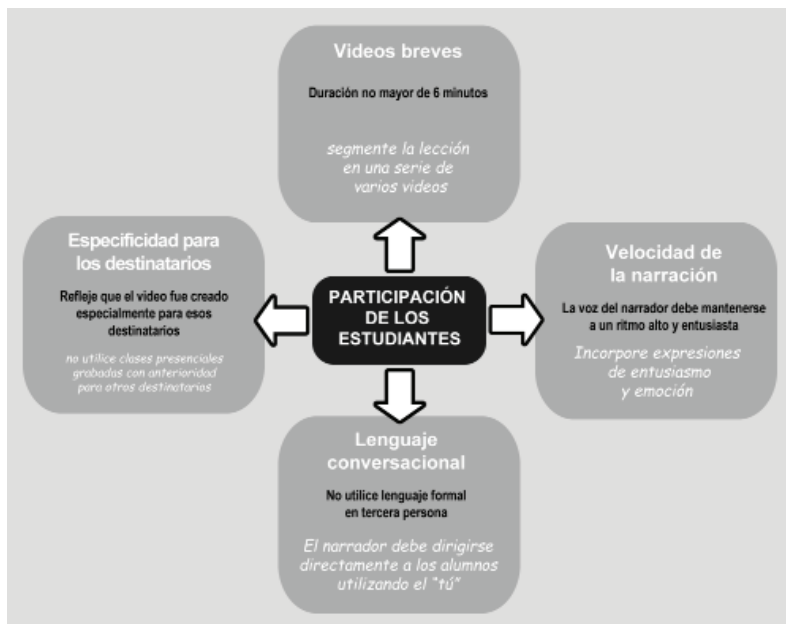 Videos breves
Duración no mayor de 6 minutos
segmente la lección
en una serie de
varios videos
Especificidad para
los destinatarios
Refleje que el video fue creado
especialmente para esos
destinatarios
no utilice clases presenciales
grabadas con anterioridad
para otros destinatarios
PARTICIPACIÓN
DE LOS
ESTUDIANTES
Velocidad de
la narración
La voz del narrador debe mantenerse
a un ritmo alto y entusiasta
Incorpore expresiones
de entusiasmo
y emoción
Lenguaje
conversacional
No utilice lenguaje formal
en tercera persona
El narrador debe dirigirse
directamente a los alumnos
utilizando el "tú"